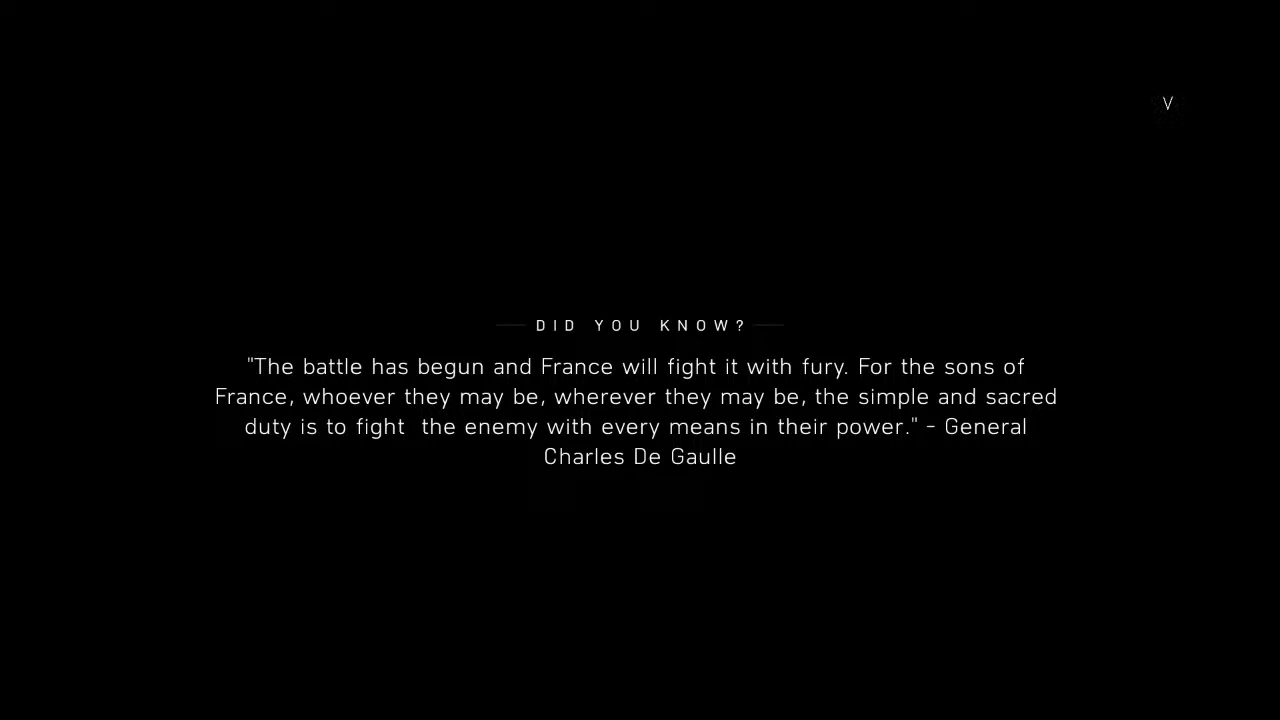 V
DID YOU KNOW?
"The battle has begun and France will fight it with fury. For the sons of
France, whoever they may be, wherever they may be, the simple and sacred
duty is to fight  the enemy with every means in their power." - General
Charles De Gaulle